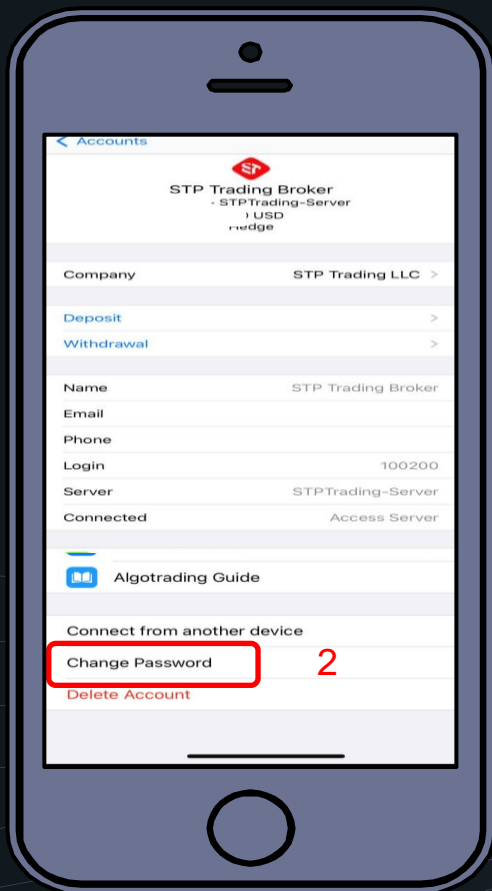 < Accounts
ST
STP Trading Broker
- STPTrading-Server
USD
Hedge
Company STP Trading LLC >
Deposit >
Withdrawal >
Name STP Trading Broker
Email
Phone
Login 100200
Server STPTrading-Server
Connected Access Server
Algotrading Guide
Connect from another device
Change Password 2
Delete Account